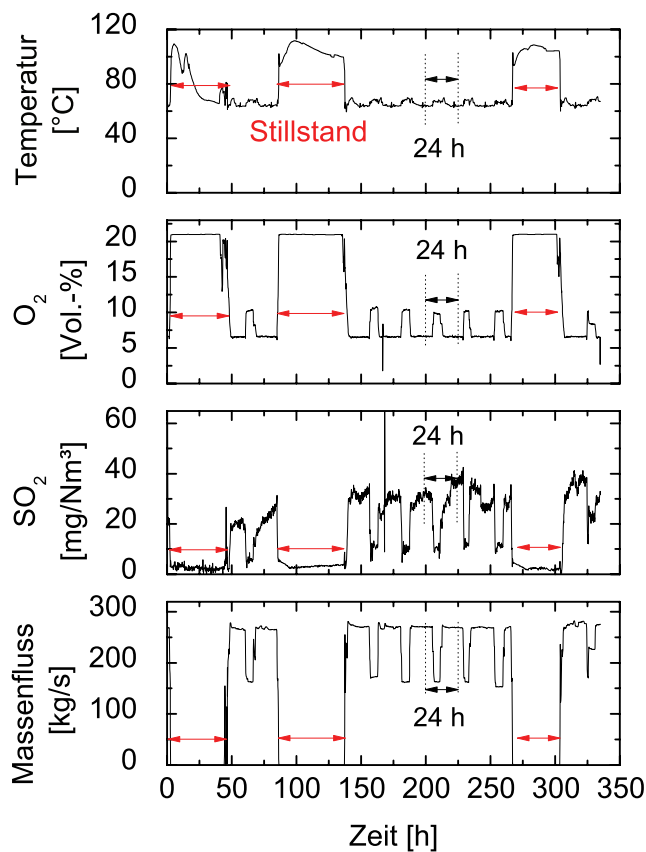 120
80
40
0
Temperatur
[°C]
Stillstand
24 h
20
15
10
5
0
O₂
[Vol.-%]
24 h
60
40
20
0
SO₂
[mg/Nm³]
24 h
300
200
100
0
Massenfluss
[kg/s]
24 h
0 50 100 150 200 250 300 350
Zeit [h]